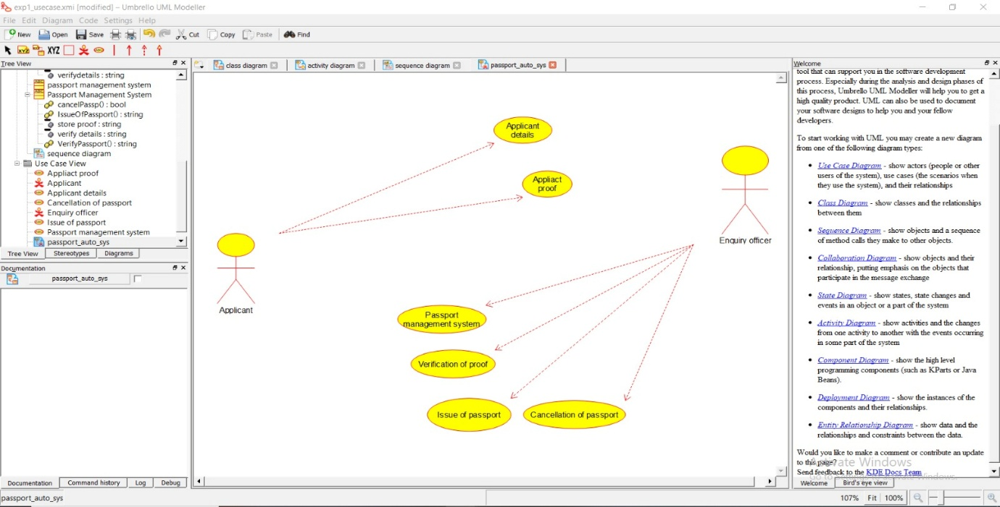 exp1_usecase.xmi [modified] – Umbrello UML Modeller
File Edit Diagram Code Settings Help
New Open Save Cut Copy Paste Find
XYZ XYZ
Tree View
verifydetails : string
passport management system
Passport Management System
cancelPassp() : bool
IssueOfPassport() : string
store proof : string
verify details : string
VerifyPassport() : string
sequence diagram
Use Case View
Appliact proof
Applicant
Applicant details
Cancellation of passport
Enquiry officer
Issue of passport
Passport management system
passport_auto_sys
Tree View Stereotypes Diagrams
Documentation
passport_auto_sys
Documentation Command history Log Debug
passport_auto_sys
class diagram activity diagram sequence diagram passport_auto_sys
Applicant
details
Appliact
proof
Enquiry officer
Applicant
Passport
management system
Verification of proof
Issue of passport
Cancellation of passport
Welcome
tool that can support you in the software development
process. Especially during the analysis and design phases of
this process, Umbrello UML Modeller will help you to get a
high quality product. UML can also be used to document
your software designs to help you and your fellow
developers.
To start working with UML you may create a new diagram
from one of the following diagram types:
• Use Case Diagram - show actors (people or other
users of the system), use cases (the scenarios when
they use the system), and their relationships
• Class Diagram - show classes and the relationships
between them
• Sequence Diagram - show objects and a sequence
of method calls they make to other objects.
• Collaboration Diagram - show objects and their
relationship, putting emphasis on the objects that
participate in the message exchange
• State Diagram - show states, state changes and
events in an object or a part of the system
• Activity Diagram - show activities and the changes
from one activity to another with the events occurring
in some part of the system
• Component Diagram - show the high level
programming components (such as KParts or Java
Beans).
• Deployment Diagram - show the instances of the
components and their relationships.
• Entity Relationship Diagram - show data and the
relationships and constraints between the data.
Would you like to make a comment or contribute an update
to this page?
Activate Windows
Send feedback to the KDE Docs Team
Welcome Bird's eye view
107% Fit 100%